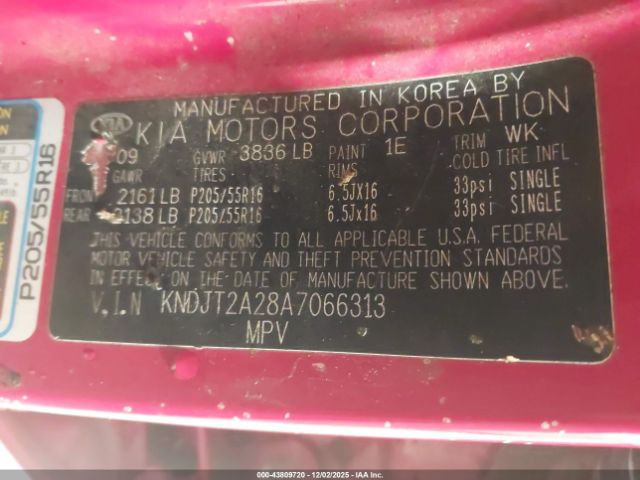 MANUFACTURED IN KOREA BY
KIA KIA MOTORS CORPORATION
09 GVWR 3836 LB PAINT 1E TRIM WK
GAWR TIRES RIMS COLD TIRE INFL
FRONT 2161 LB P205/55R16 6.5JX16 33psi SINGLE
REAR 2138 LB P205/55R16 6.5JX16 33psi SINGLE
THIS VEHICLE CONFORMS TO ALL APPLICABLE U.S.A. FEDERAL
MOTOR VEHICLE SAFETY AND THEFT PREVENTION STANDARDS
IN EFFECT ON THE DATE OF MANUFACTURE SHOWN ABOVE.
V.I.N KNDJT2A28A7066313
MPV
P205/55R16
IAA ONLY - 43809720 - 12/02/2025 - IAA, Inc.